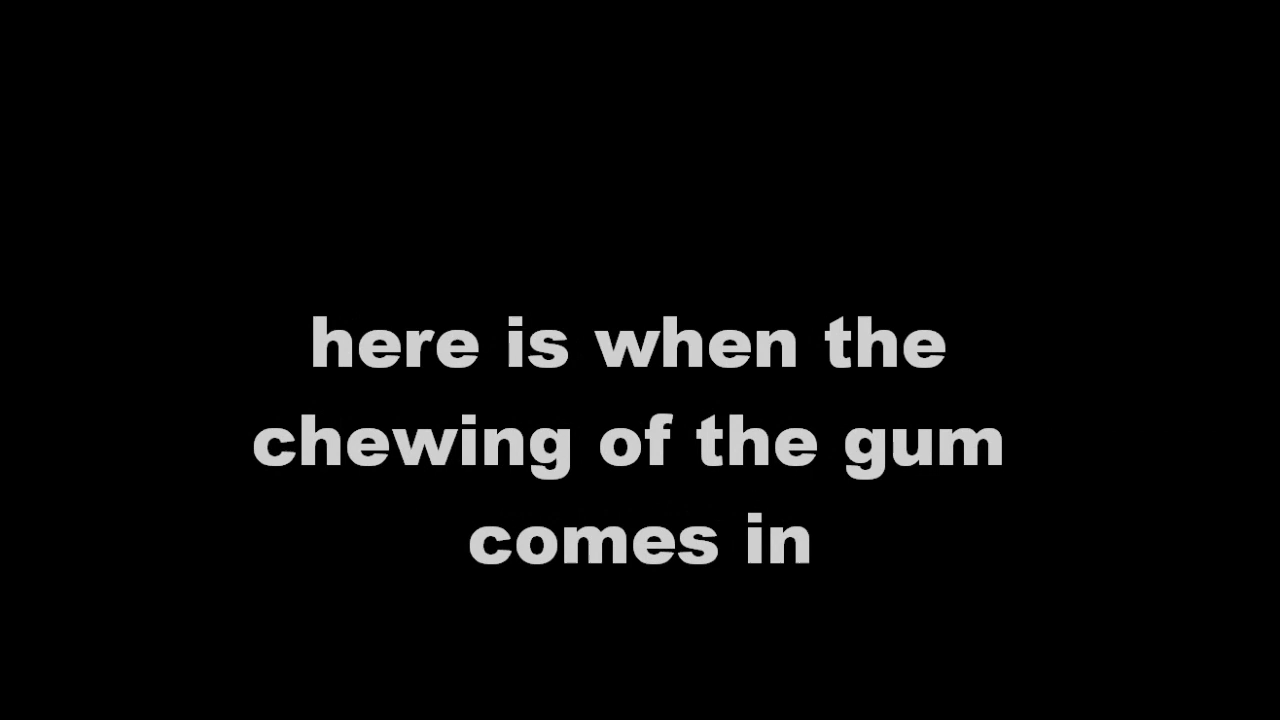 here is when the
chewing of the gum
comes in